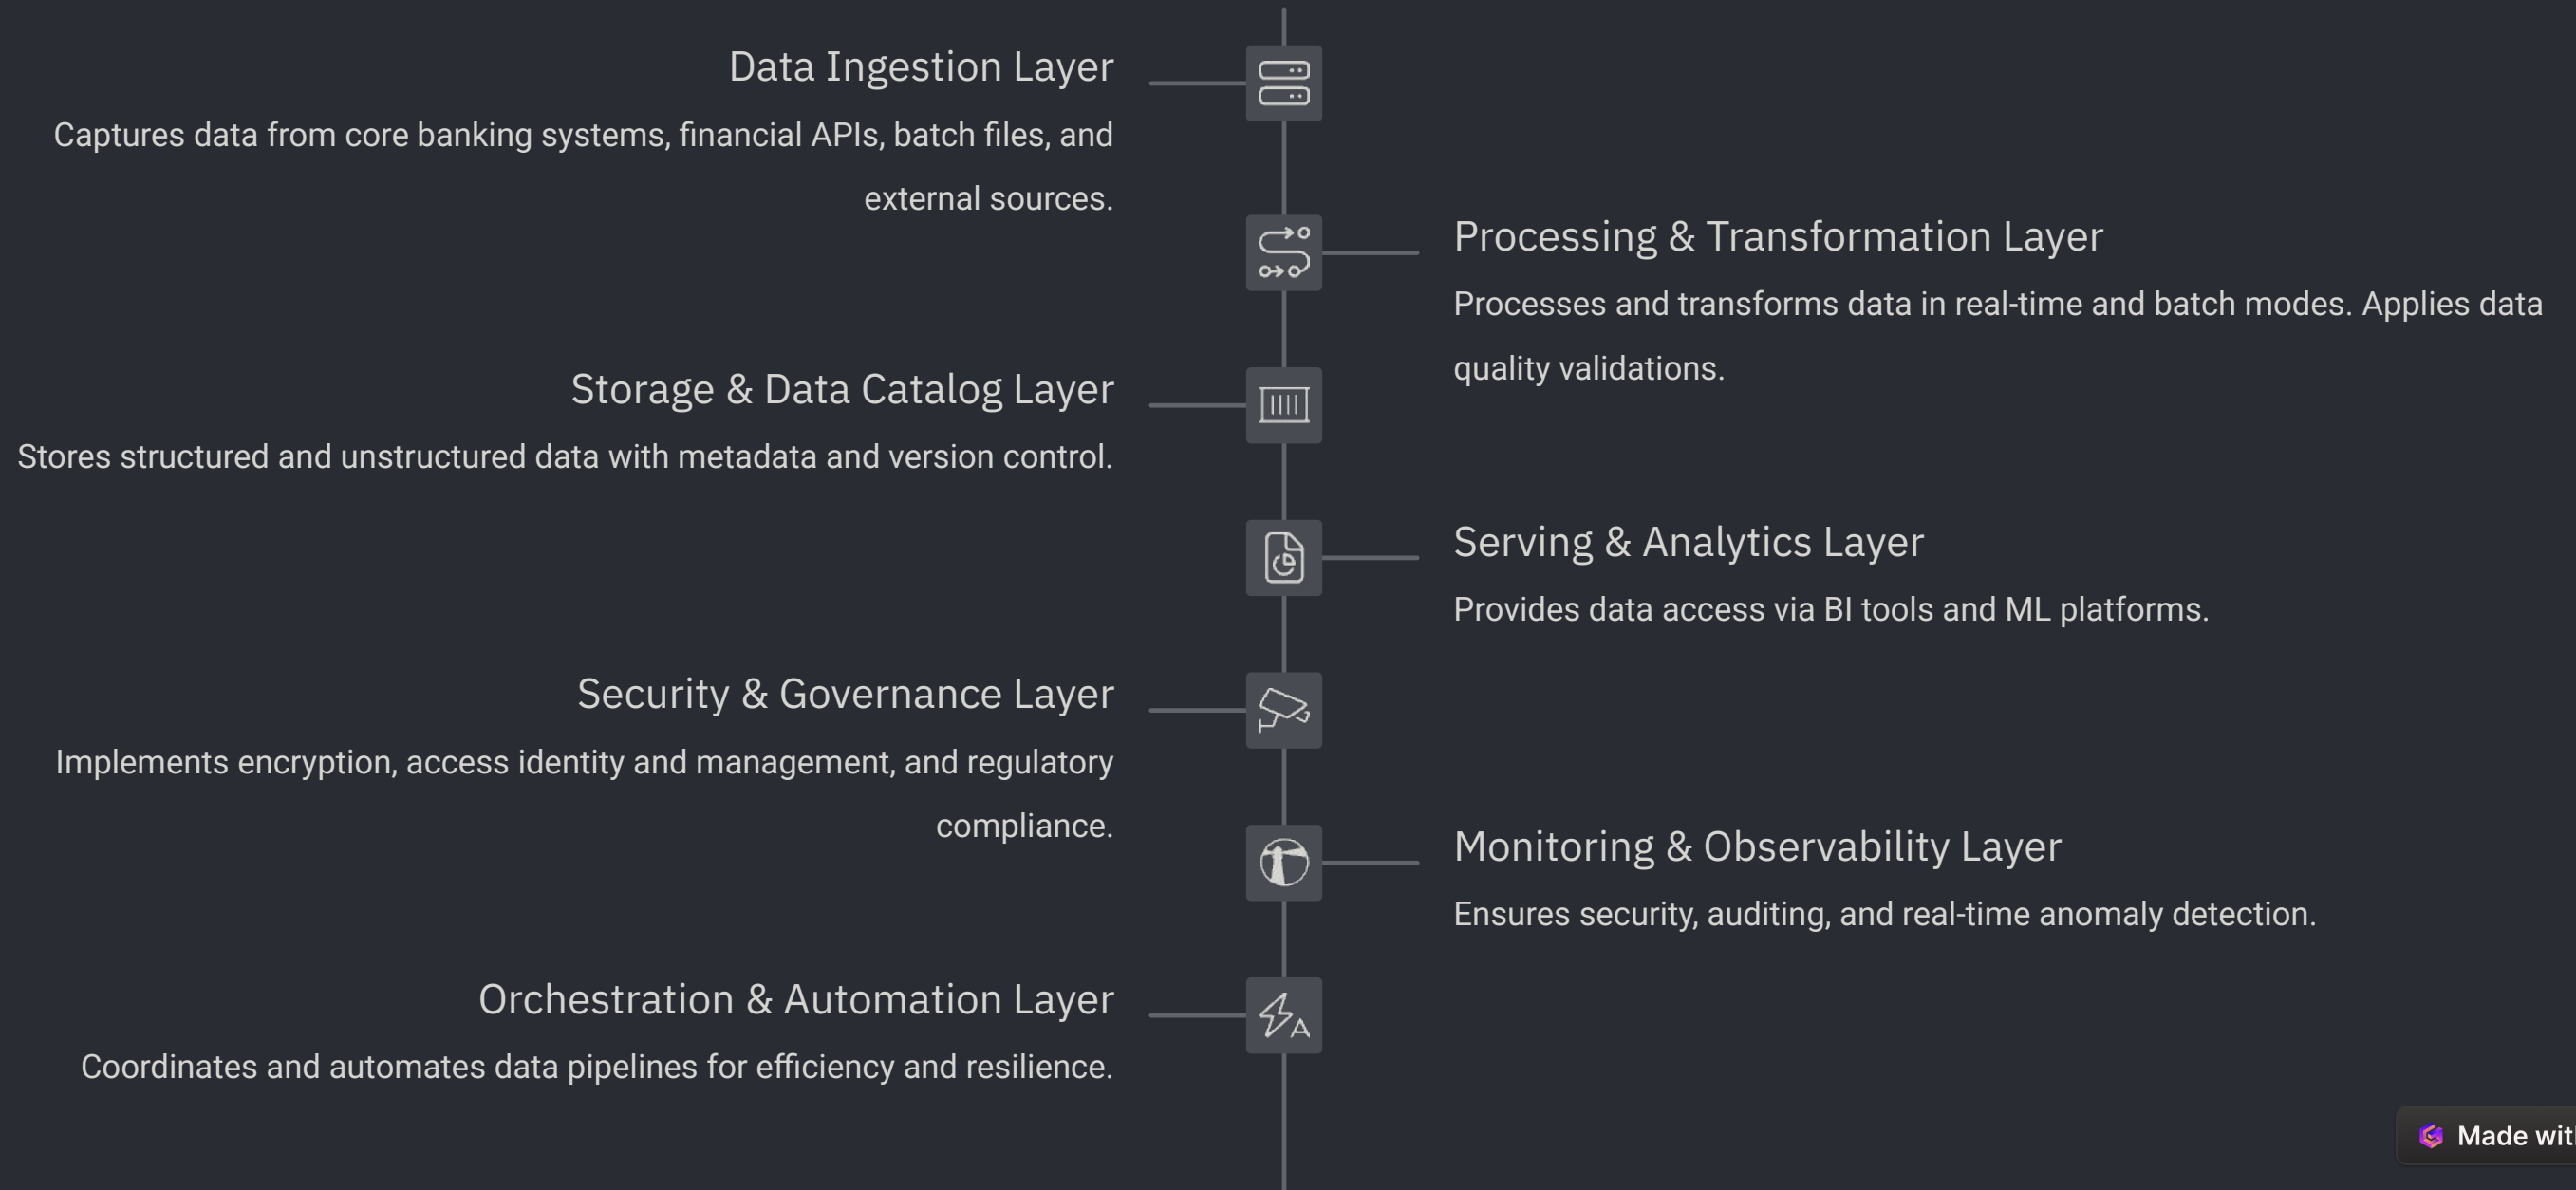 Data Ingestion Layer
Captures data from core banking systems, financial APIs, batch files, and
external sources.
Processing & Transformation Layer
Processes and transforms data in real-time and batch modes. Applies data
quality validations.
Storage & Data Catalog Layer
Stores structured and unstructured data with metadata and version control.
Serving & Analytics Layer
Provides data access via BI tools and ML platforms.
Security & Governance Layer
Implements encryption, access identity and management, and regulatory
compliance.
Monitoring & Observability Layer
Ensures security, auditing, and real-time anomaly detection.
Orchestration & Automation Layer
Coordinates and automates data pipelines for efficiency and resilience.
Made wit